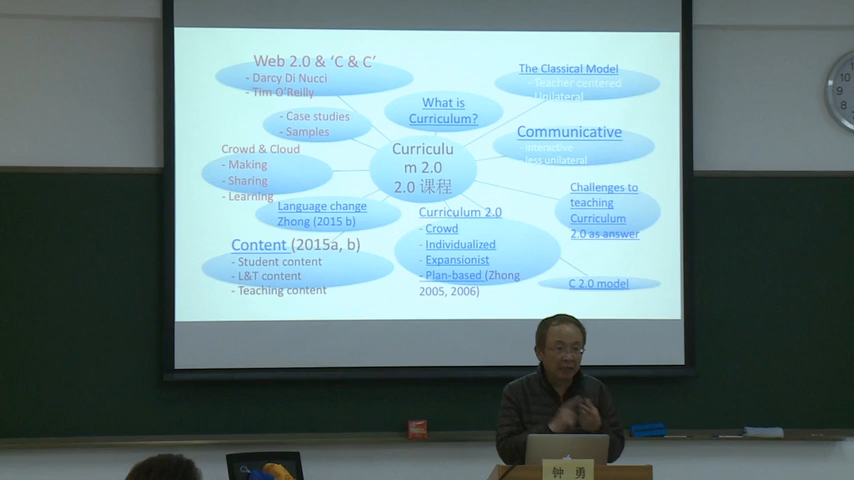 Web 2.0 & 'C & C'
- Darcy Di Nucci
- Tim O'Reilly
The Classical Model
- Teacher centered
- Unilateral
What is
Curriculum?
- Case studies
- Samples
Communicative
- Interactive
- less unilateral
Crowd & Cloud
- Making
- Sharing
- Learning
Curriculu
m 2.0
2.0 课程
Challenges to
teaching
Curriculum
2.0 as answer
Language change
Zhong (2015 b)
Curriculum 2.0
- Crowd
- Individualized
- Expansionist
- Plan-based (Zhong
2005, 2006)
Content (2015a, b)
- Student content
- L&T content
- Teaching content
C 2.0 model
钟 勇